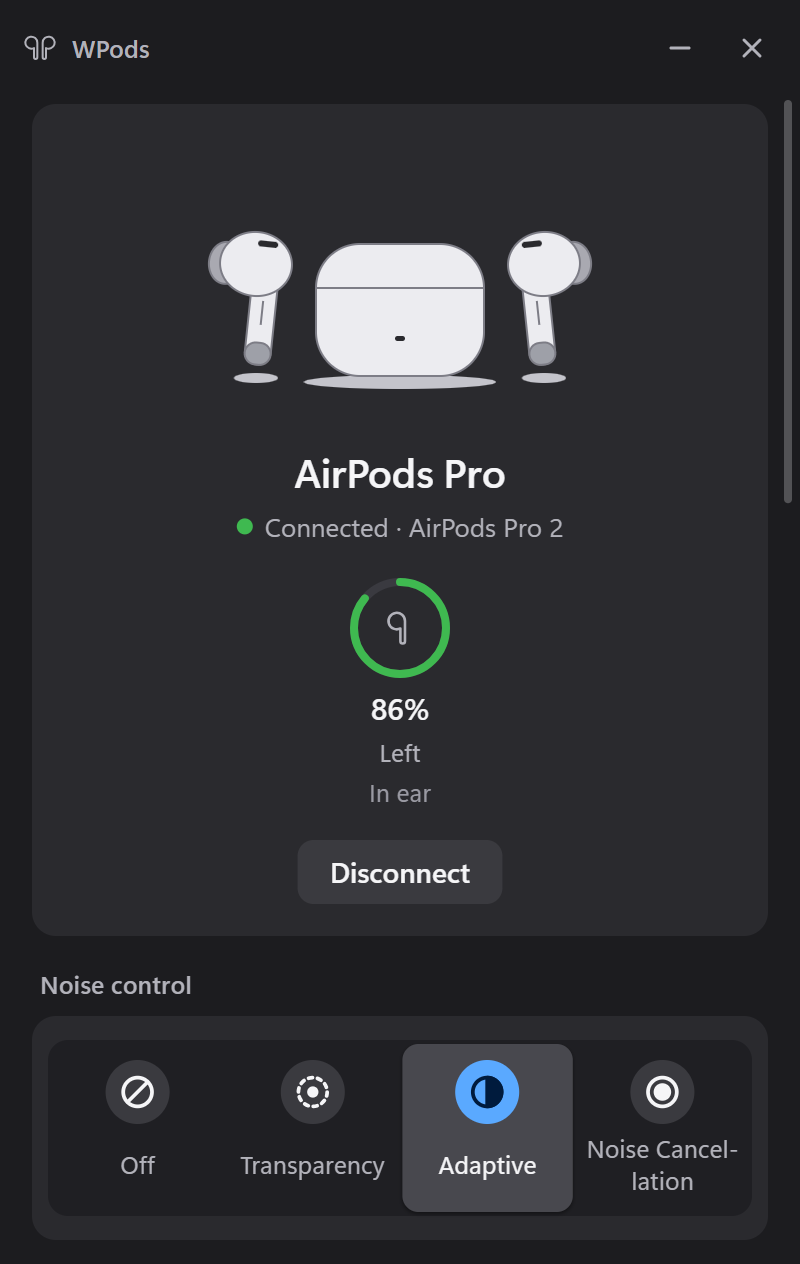 WPods
AirPods Pro
Connected · AirPods Pro 2
86%
Left
In ear
Disconnect
Noise control
Off
Transparency
Adaptive
Noise Cancel-
lation